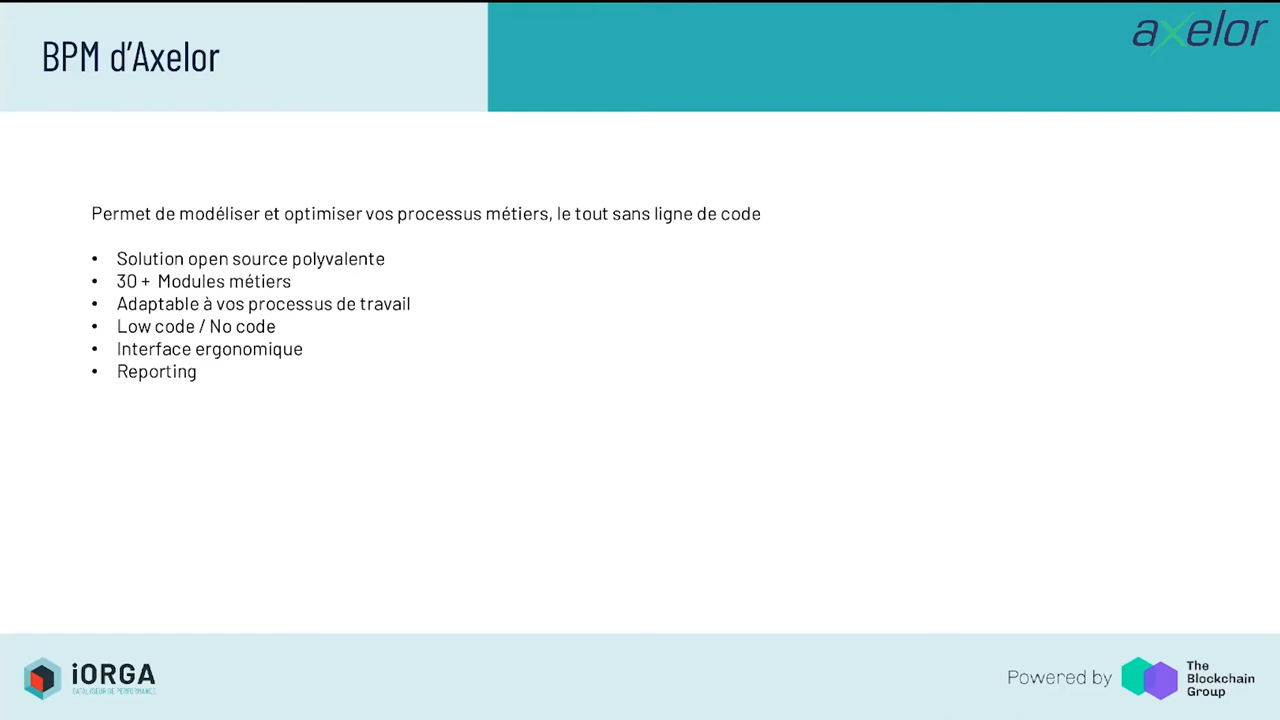 BPM d'Axelor
axelor
Permet de modéliser et optimiser vos processus métiers, le tout sans ligne de code
• Solution open source polyvalente
• 30 + Modules métiers
• Adaptable à vos processus de travail
• Low code / No code
• Interface ergonomique
• Reporting
iORGA
CATALISEUR DE PERFORMANCE
Powered by
The
Blockchain
Group